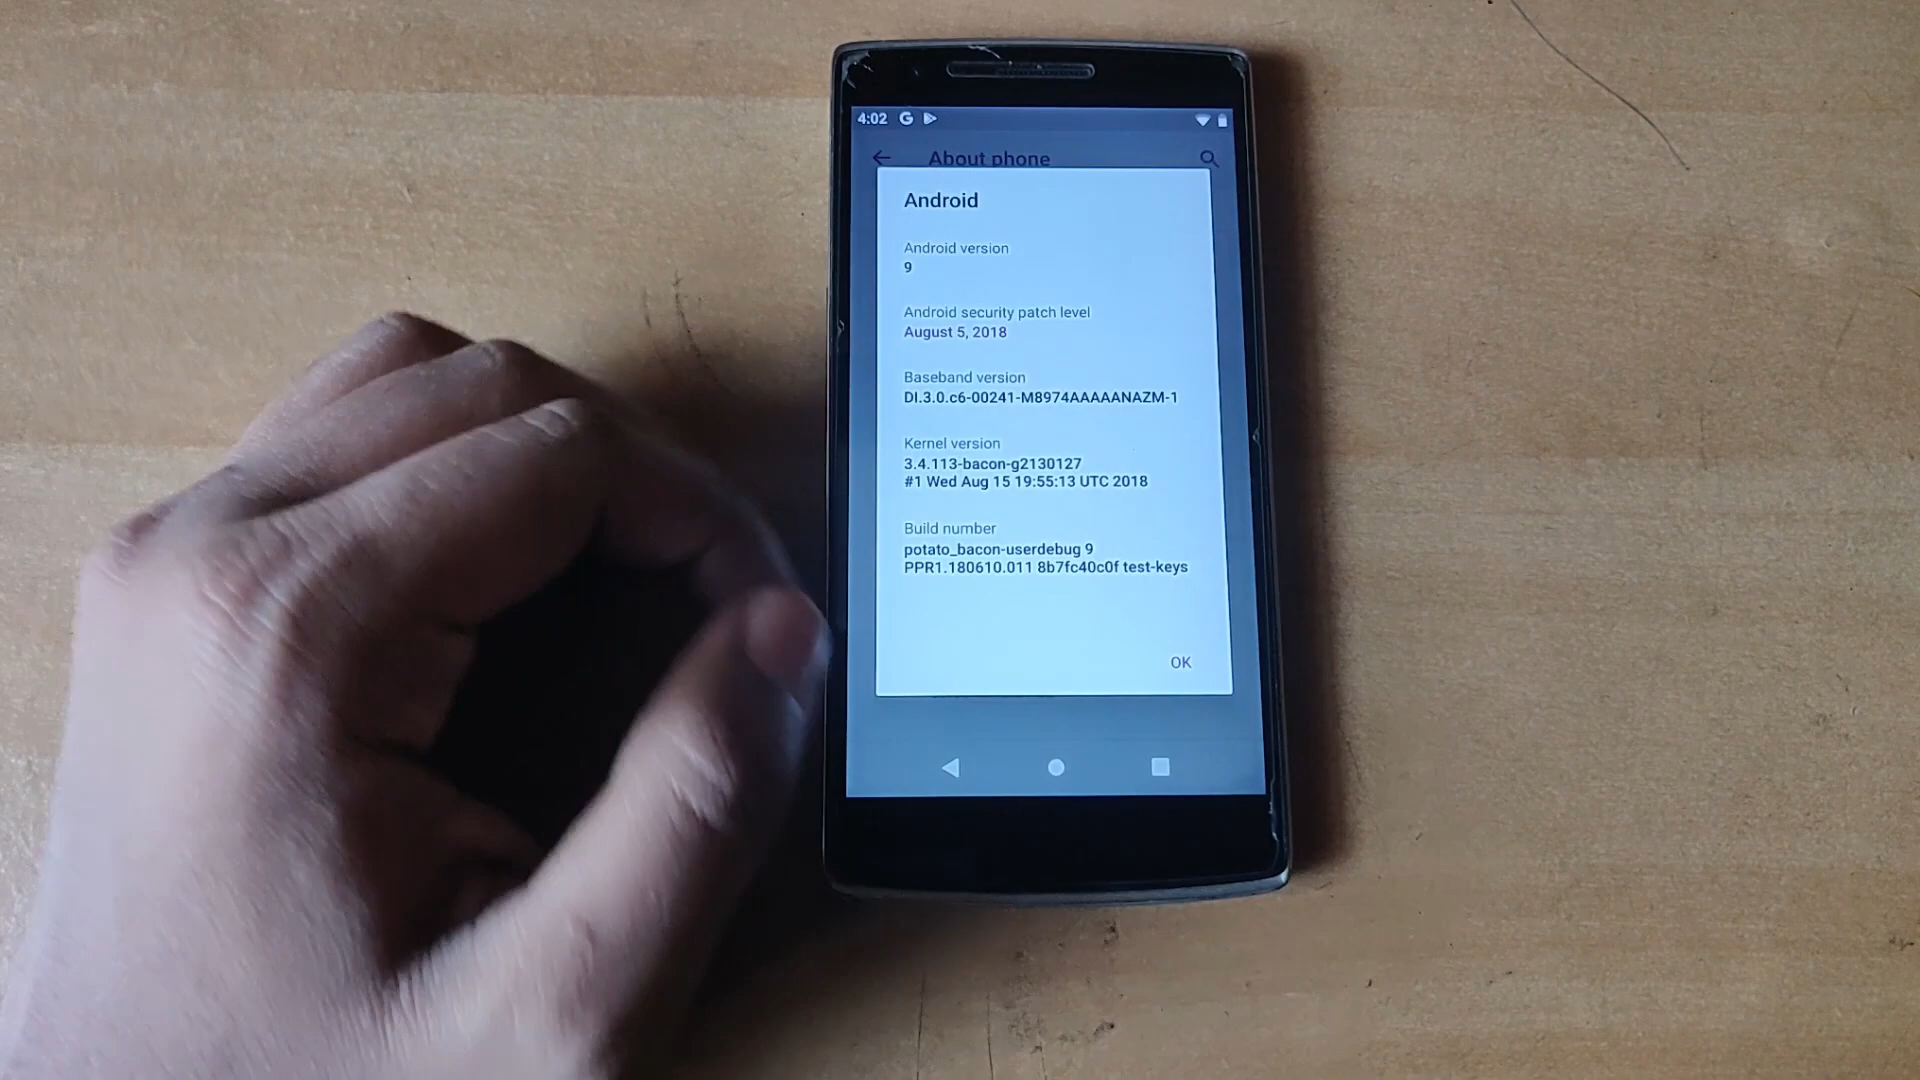 4:02 G
About phone
Android
Android version
9
Android security patch level
August 5, 2018
Baseband version
DI.3.0.c6-00241-M8974AAAAANAZM-1
Kernel version
3.4.113-bacon-g2130127
#1 Wed Aug 15 19:55:13 UTC 2018
Build number
potato_bacon-userdebug 9
PPR1.180610.011 8b7fc40c0f test-keys
OK